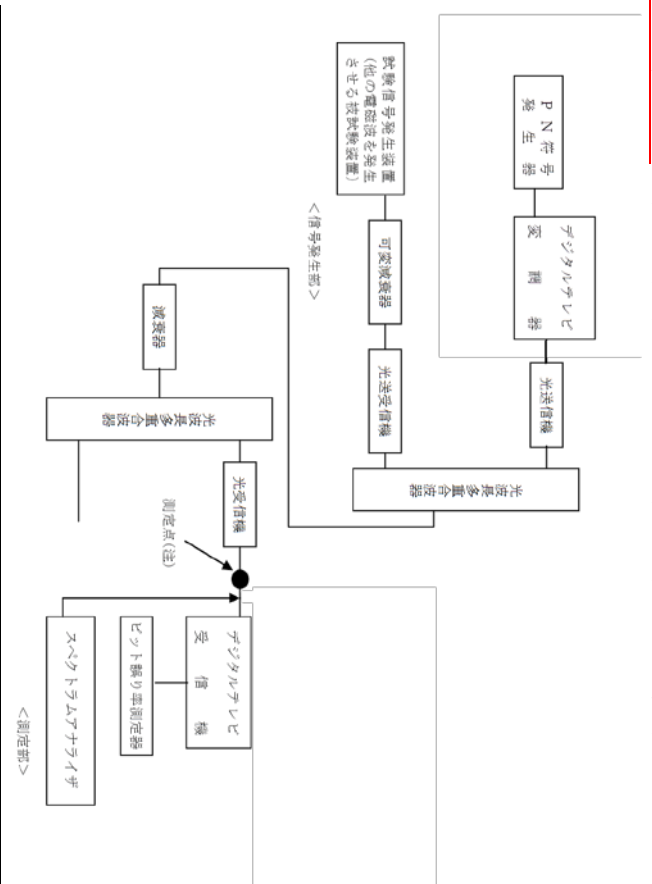 PN符号
発生器
デジタルテレビ
変調器
光送信機
試験信号発生装置
(他の電磁波を発生
させる被試験装置)
可変減衰器
光送受信機
光波長多重合波器
<信号発生部>
減衰器
光波長多重合波器
光受信機
測定点(注)
デジタルテレビ
受信機
ビット誤り率測定器
スペクトラムアナライザ
<測定部>